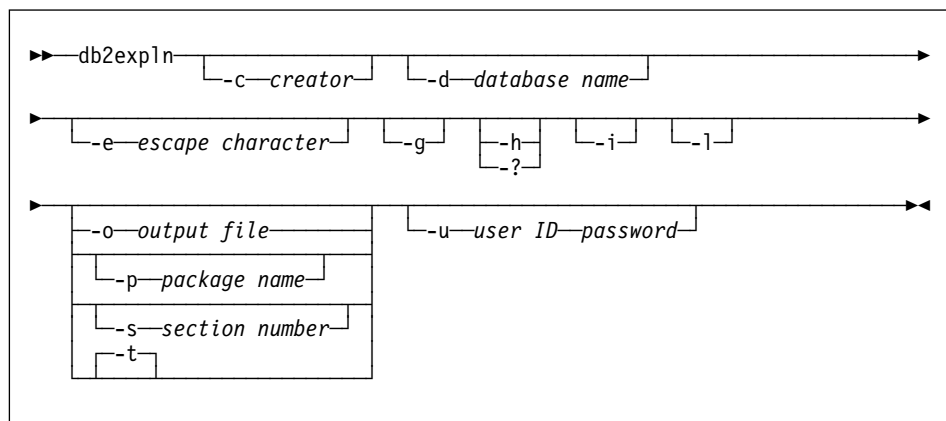 db2expln
-c creator -d database name
-e escape character -g -h -i -l
-?
-o output file -u user ID password
-p package name
-s section number
-t